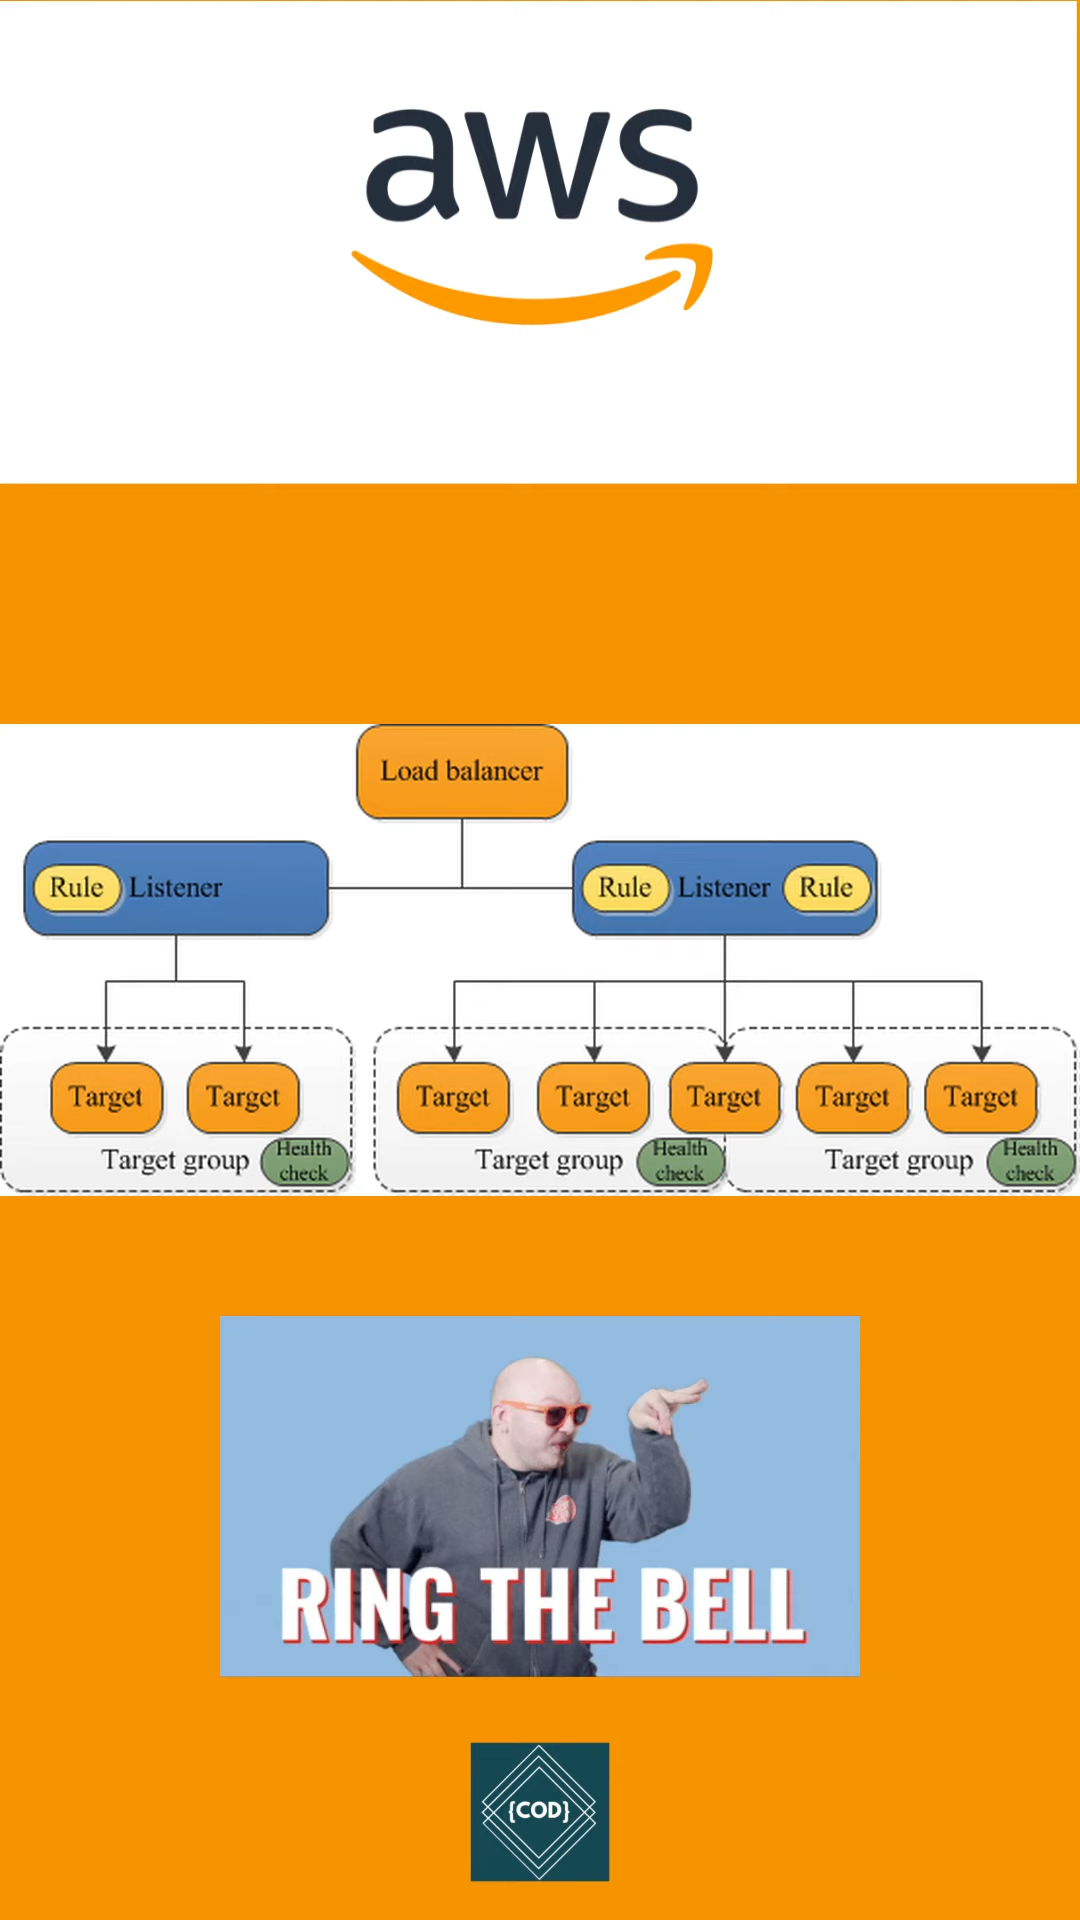 aws
Load balancer
Rule Listener
Rule Listener Rule
Target Target
Target Target Target Target Target
Target group Health check
Target group Health check
Target group Health check
RING THE BELL
{COD}